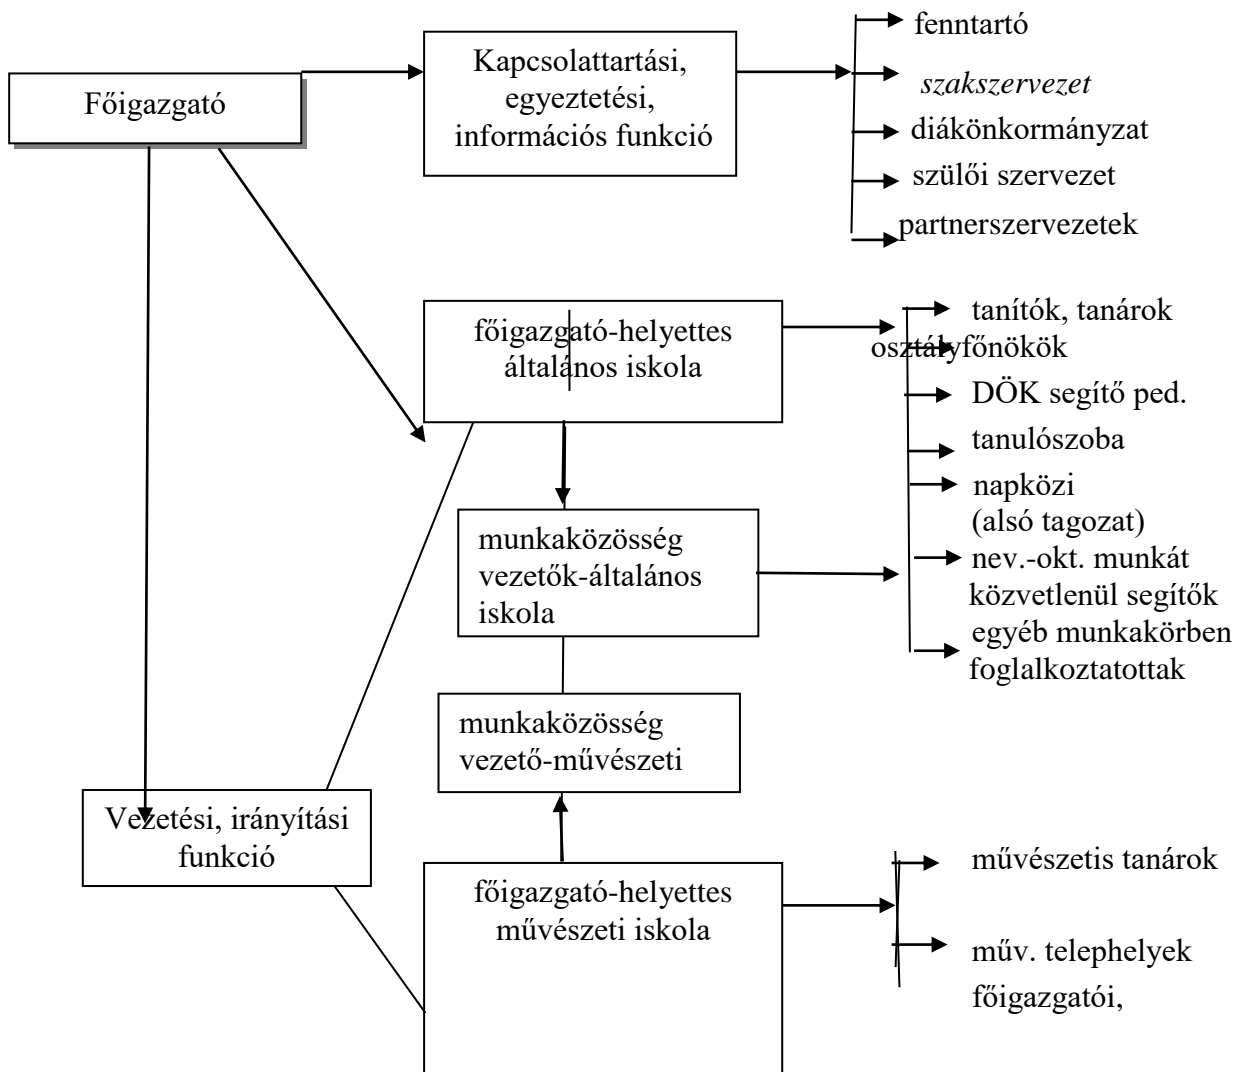 Főigazgató
Kapcsolattartási,
egyeztetési,
információs funkció
fenntartó
szakszervezet
diákönkormányzat
szülői szervezet
partnerszervezetek
főigazgató-helyettes
általános iskola
tanítók, tanárok
osztályfőnökök
DÖK segítő ped.
tanulószoba
napközi
(alsó tagozat)
nev.-okt. munkát
közvetlenül segítők
egyéb munkakörben
foglalkoztatottak
munkaközösség
vezetők-általános
iskola
munkaközösség
vezető-művészeti
Vezetési, irányítási
funkció
főigazgató-helyettes
művészeti iskola
művészetis tanárok
műv. telephelyek
főigazgatói,